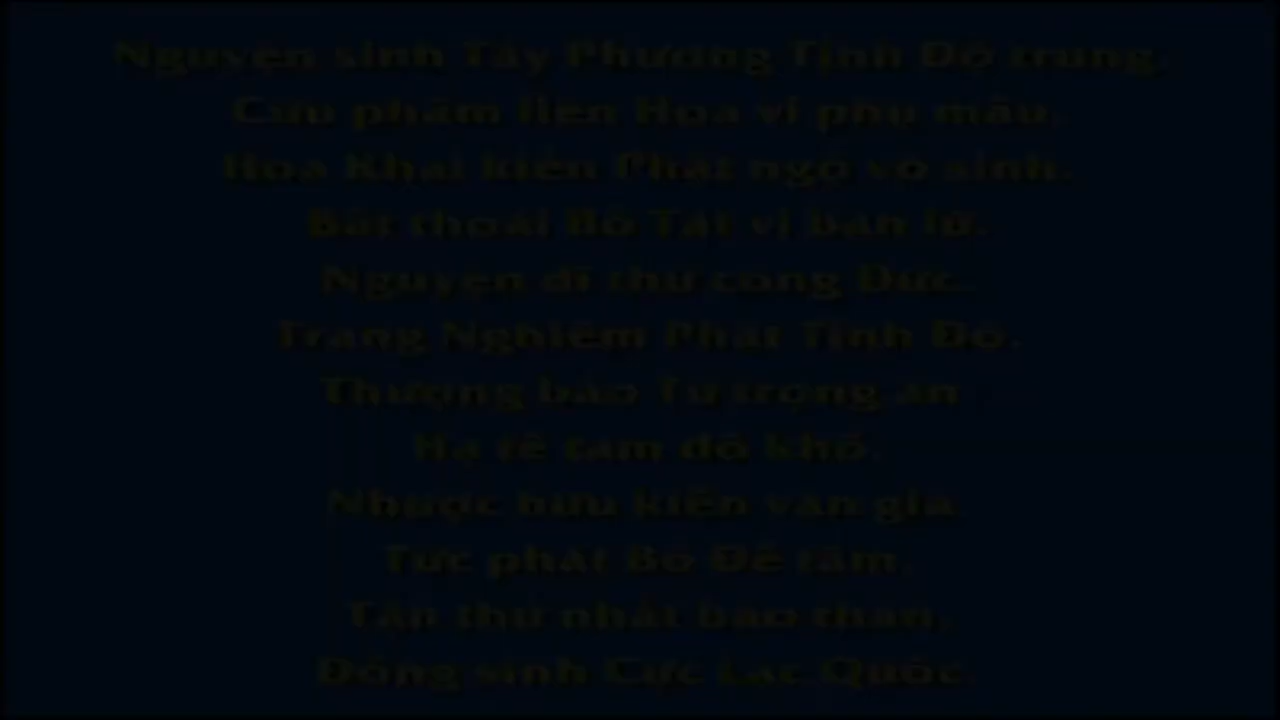 Nguyện sinh Tây Phương Tịnh Độ trung.
Cửu phẩm liên Hoa vi phụ mẫu.
Hoa Khai kiến Phật ngộ vô sinh.
Bất thoái Bồ Tát vi bạn lữ.
Nguyện dĩ thử công Đức.
Trang Nghiêm Phật Tịnh Độ.
Thượng báo Tứ trọng ân
Hạ tế tam đồ khổ.
Nhược hữu kiến văn giả
Tức phát Bồ Đề tâm.
Tận thử nhất báo thân.
Đồng sinh Cực Lạc Quốc.